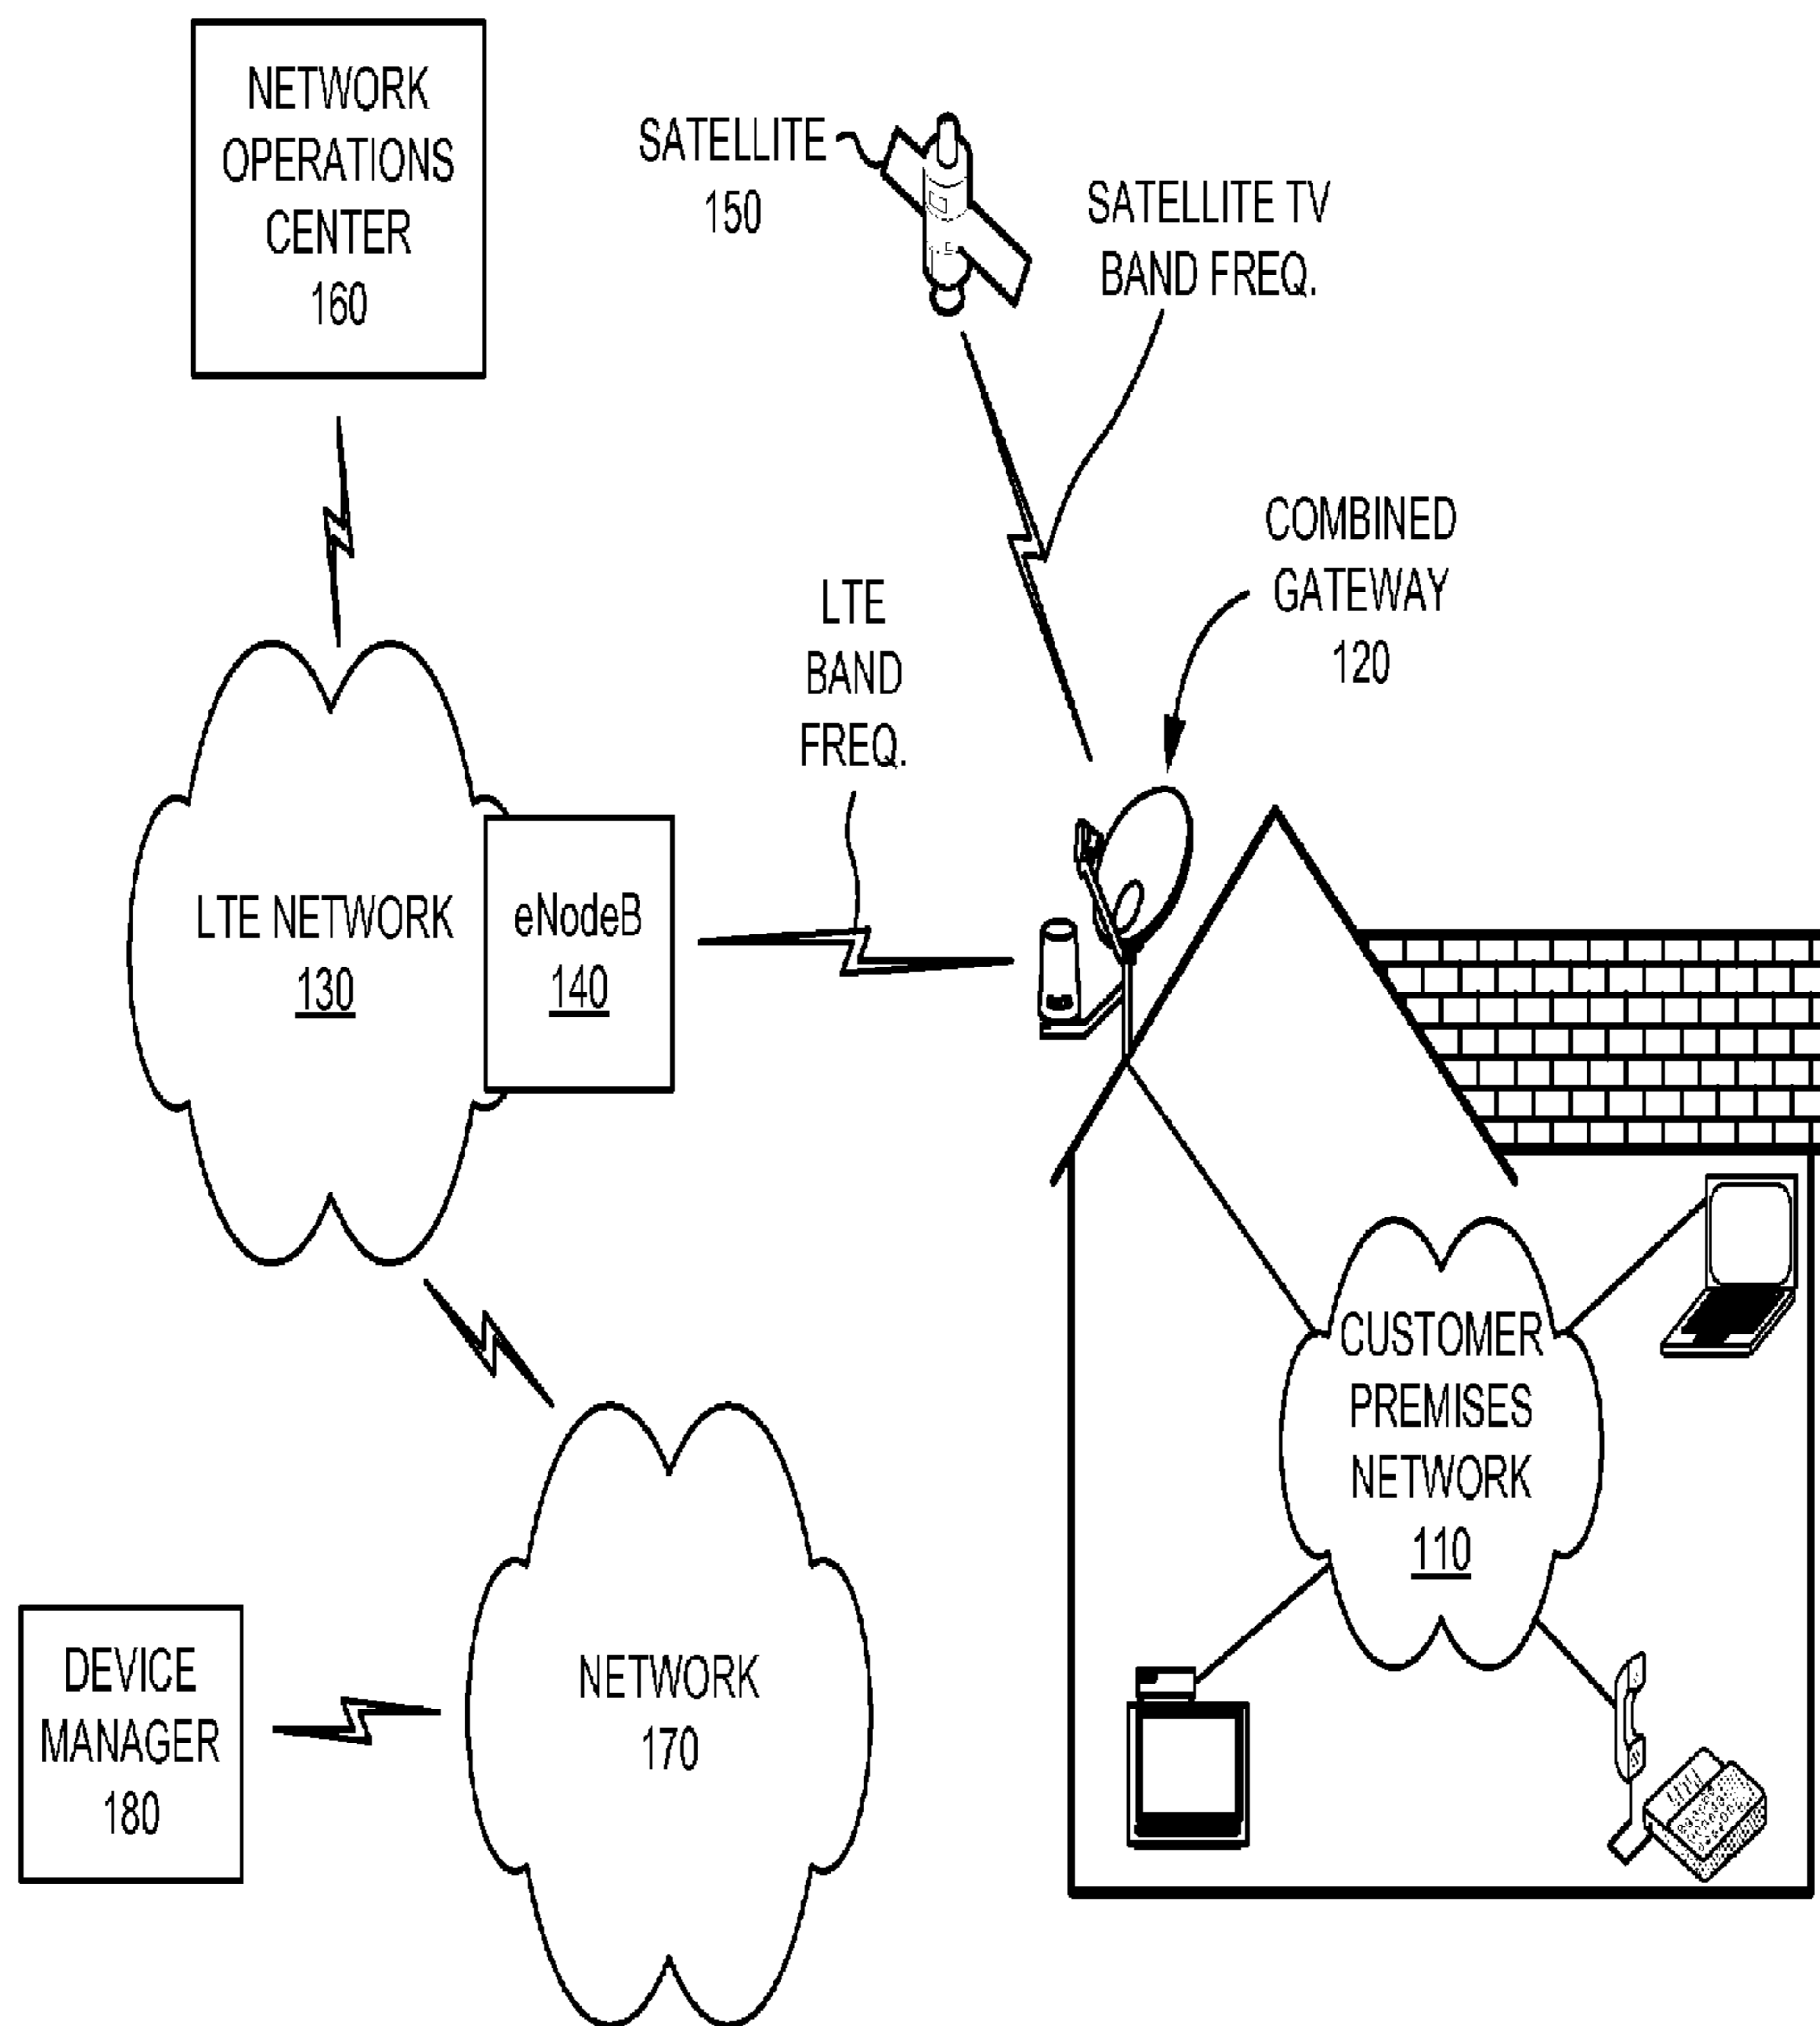 NETWORK
OPERATIONS
CENTER
160
SATELLITE
150
SATELLITE TV
BAND FREQ.
COMBINED
GATEWAY
120
LTE
BAND
FREQ.
LTE NETWORK
130
eNodeB
140
CUSTOMER
PREMISES
NETWORK
110
NETWORK
170
DEVICE
MANAGER
180